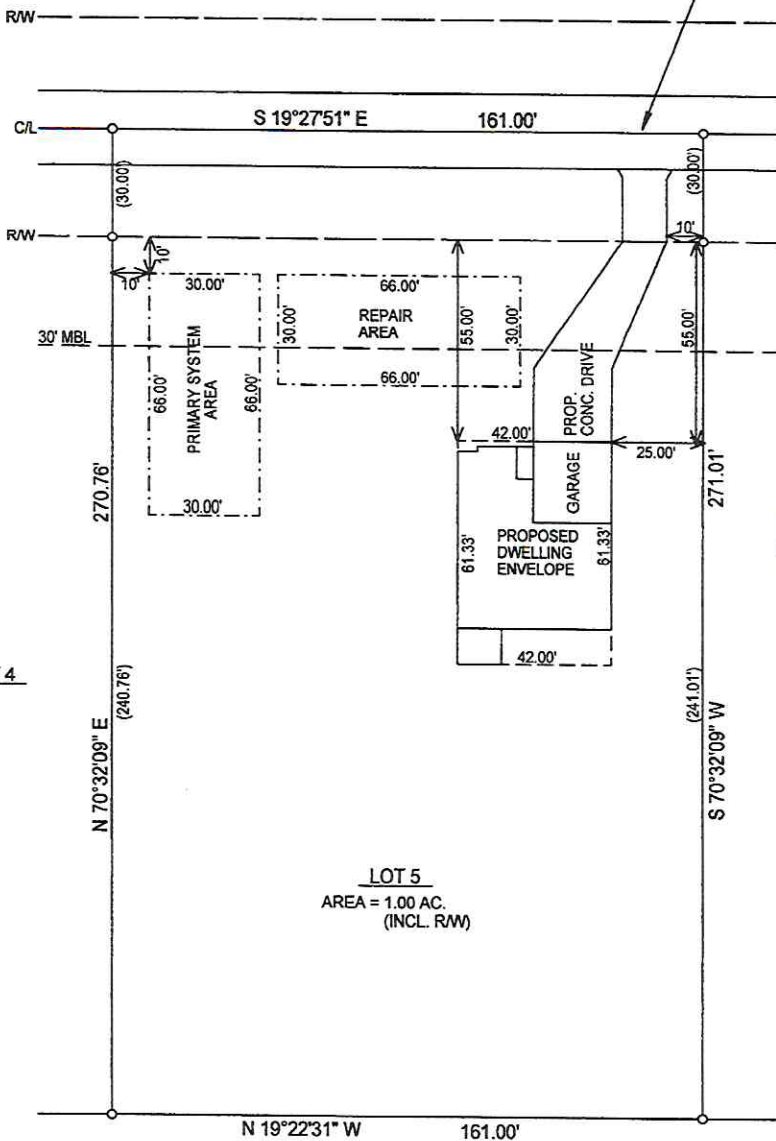 R/W
S 19°27'51" E 161.00'
C/L
(30.00')
(30.00')
R/W
10'
10'
10'
30.00'
66.00'
30.00'
REPAIR
AREA
30.00'
66.00'
55.00'
55.00'
30' MBL
PRIMARY SYSTEM
AREA
66.00'
66.00'
30.00'
PROP.
CONC. DRIVE
42.00'
25.00'
GARAGE
270.76'
271.01'
PROPOSED
DWELLING
ENVELOPE
61.33'
61.33'
42.00'
4
(240.76')
(241.01')
N 70°32'09" E
S 70°32'09" W
LOT 5
AREA = 1.00 AC.
(INCL. R/W)
N 19°22'31" W 161.00'